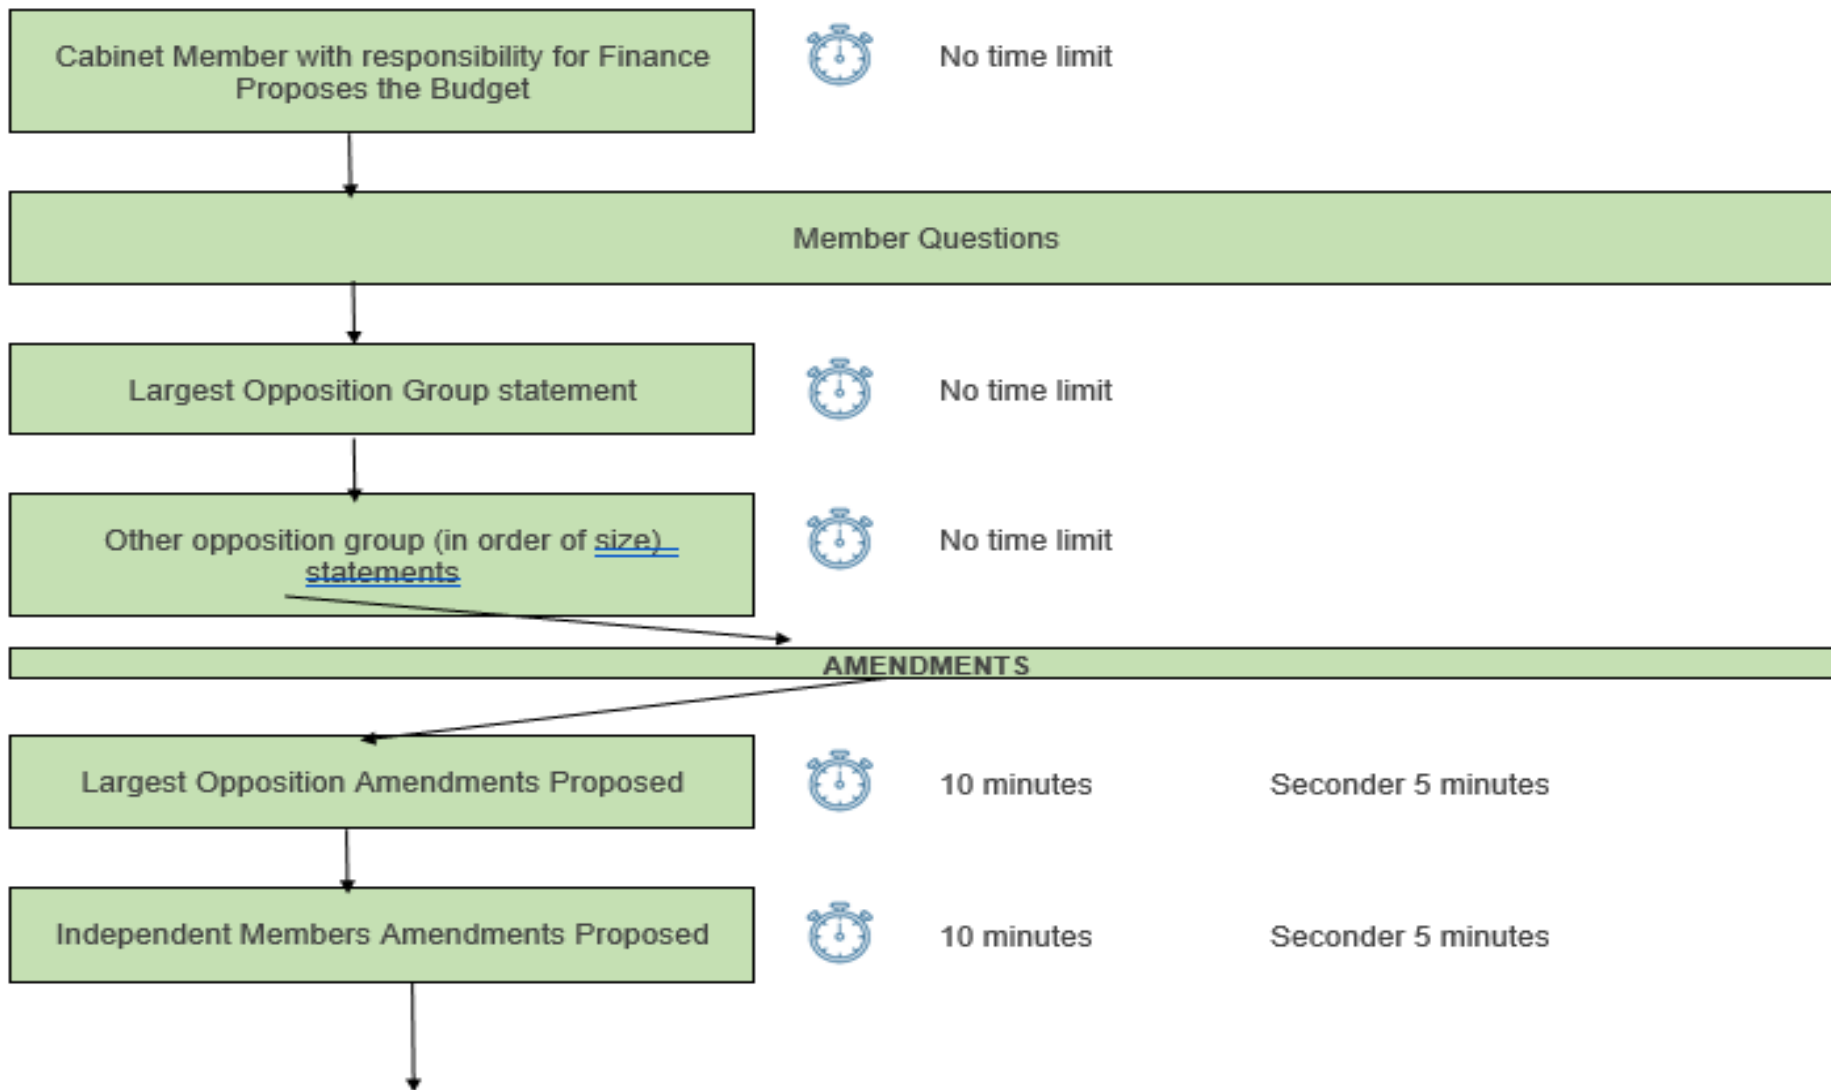 Cabinet Member with responsibility for Finance
Proposes the Budget
No time limit
Member Questions
Largest Opposition Group statement
No time limit
Other opposition group (in order of size)
statements
No time limit
AMENDMENTS
Largest Opposition Amendments Proposed
10 minutes
Seconder 5 minutes
Independent Members Amendments Proposed
10 minutes
Seconder 5 minutes